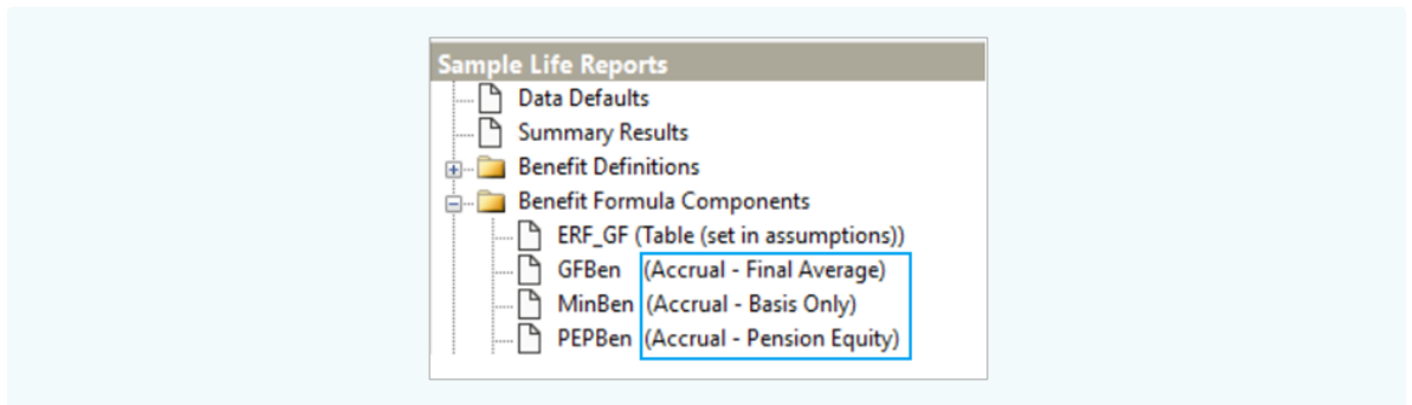 Sample Life Reports
Data Defaults
Summary Results
Benefit Definitions
Benefit Formula Components
ERF_GF (Table (set in assumptions))
GFBen (Accrual - Final Average)
MinBen (Accrual - Basis Only)
PEPBen (Accrual - Pension Equity)